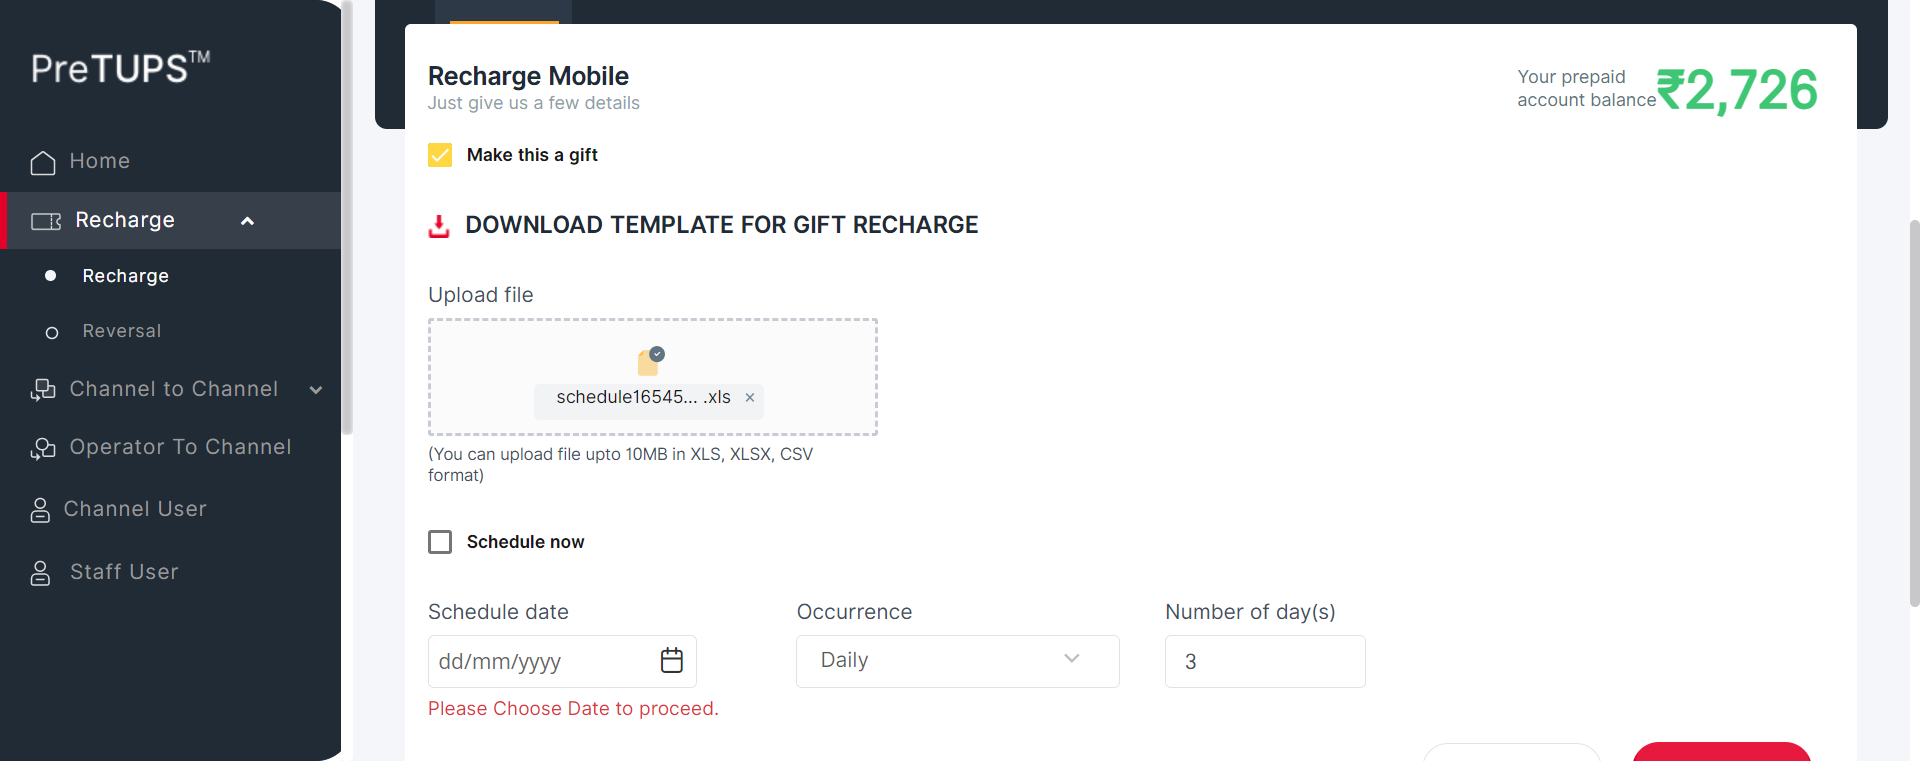 PreTUPS™
Home
Recharge
Recharge
Reversal
Channel to Channel
Operator To Channel
Channel User
Staff User
Recharge Mobile
Just give us a few details
Your prepaid
account balance
₹2,726
Make this a gift
DOWNLOAD TEMPLATE FOR GIFT RECHARGE
Upload file
schedule16545... .xls ×
(You can upload file upto 10MB in XLS, XLSX, CSV
format)
Schedule now
Schedule date
Occurrence
Number of day(s)
dd/mm/yyyy
Daily
3
Please Choose Date to proceed.